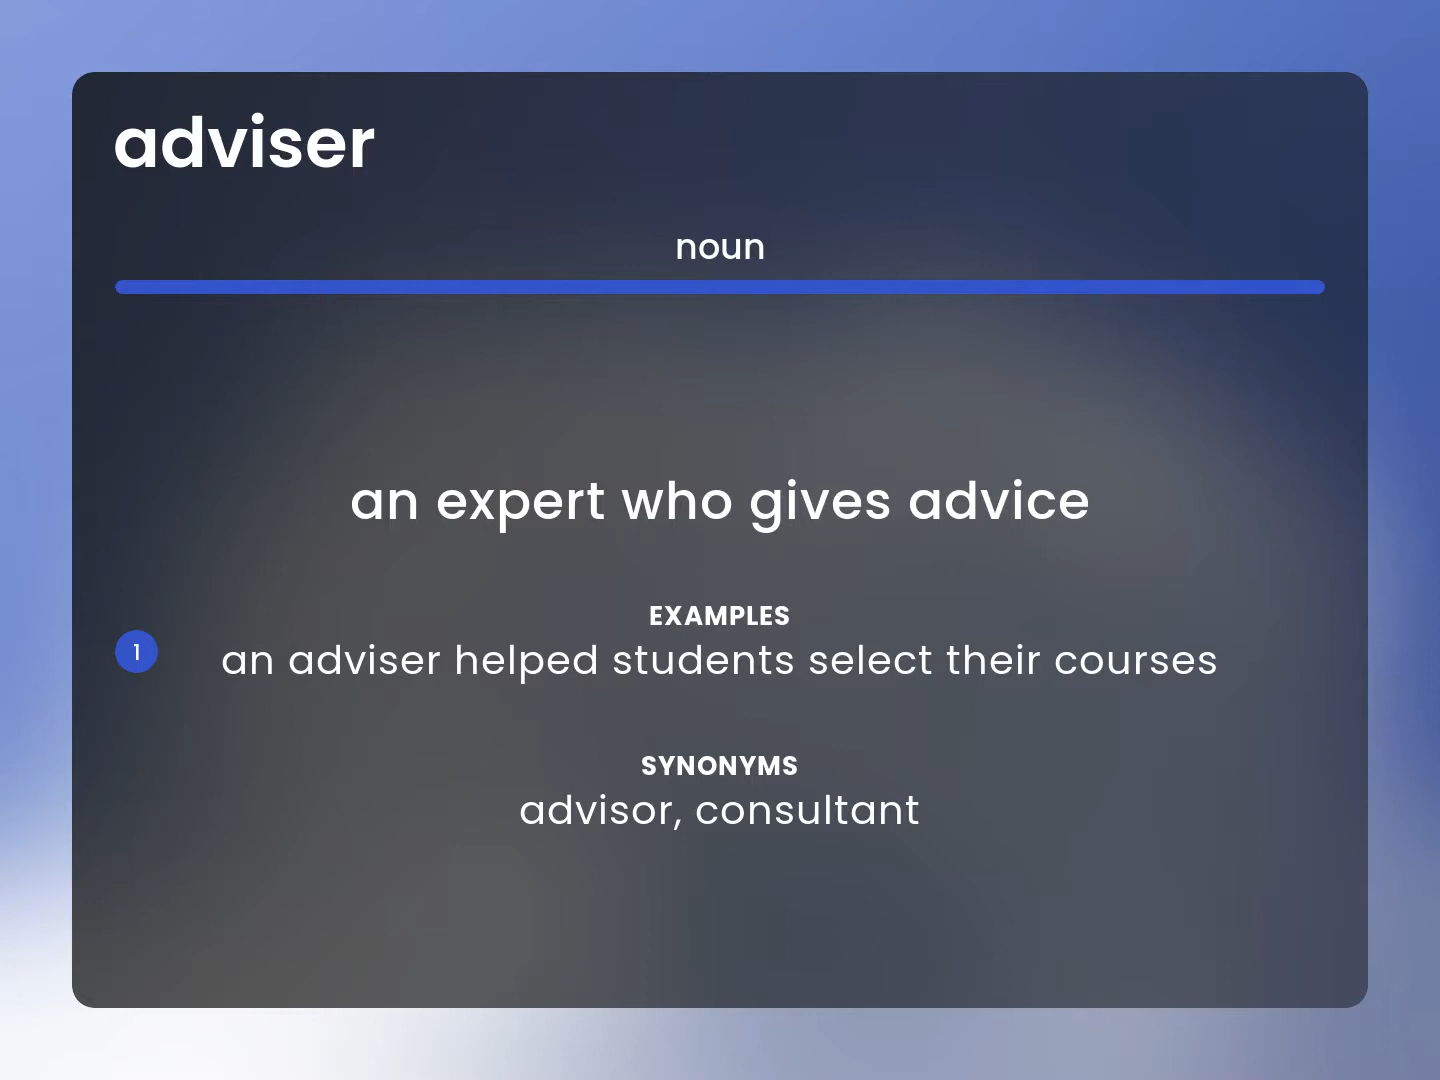 adviser
noun
an expert who gives advice
EXAMPLES
1
an adviser helped students select their courses
SYNONYMS
advisor, consultant